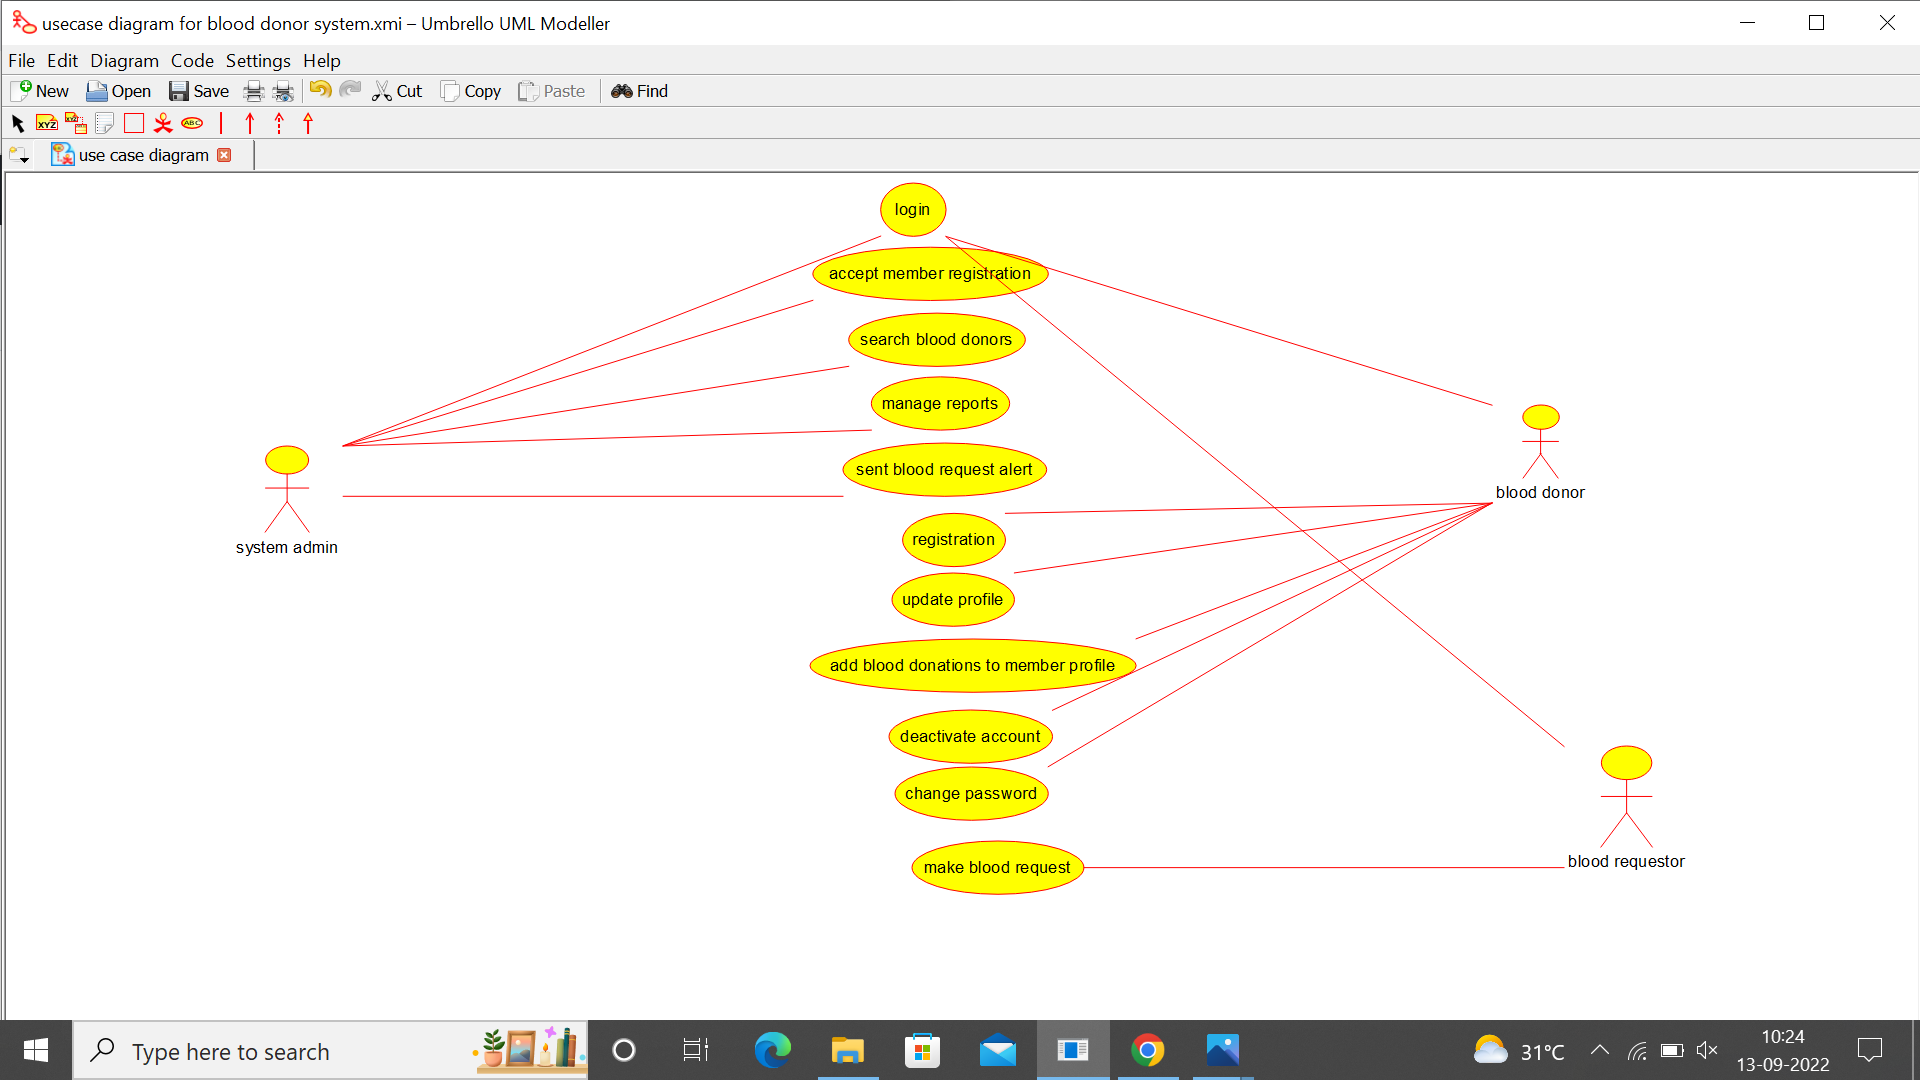 usecase diagram for blood donor system.xmi – Umbrello UML Modeller
File Edit Diagram Code Settings Help
New Open Save Cut Copy Paste Find
XYZ XYZ ABC
use case diagram
login
accept member registration
search blood donors
manage reports
sent blood request alert
blood donor
registration
system admin
update profile
add blood donations to member profile
deactivate account
change password
blood requestor
make blood request
Type here to search
31°C
10:24
13-09-2022